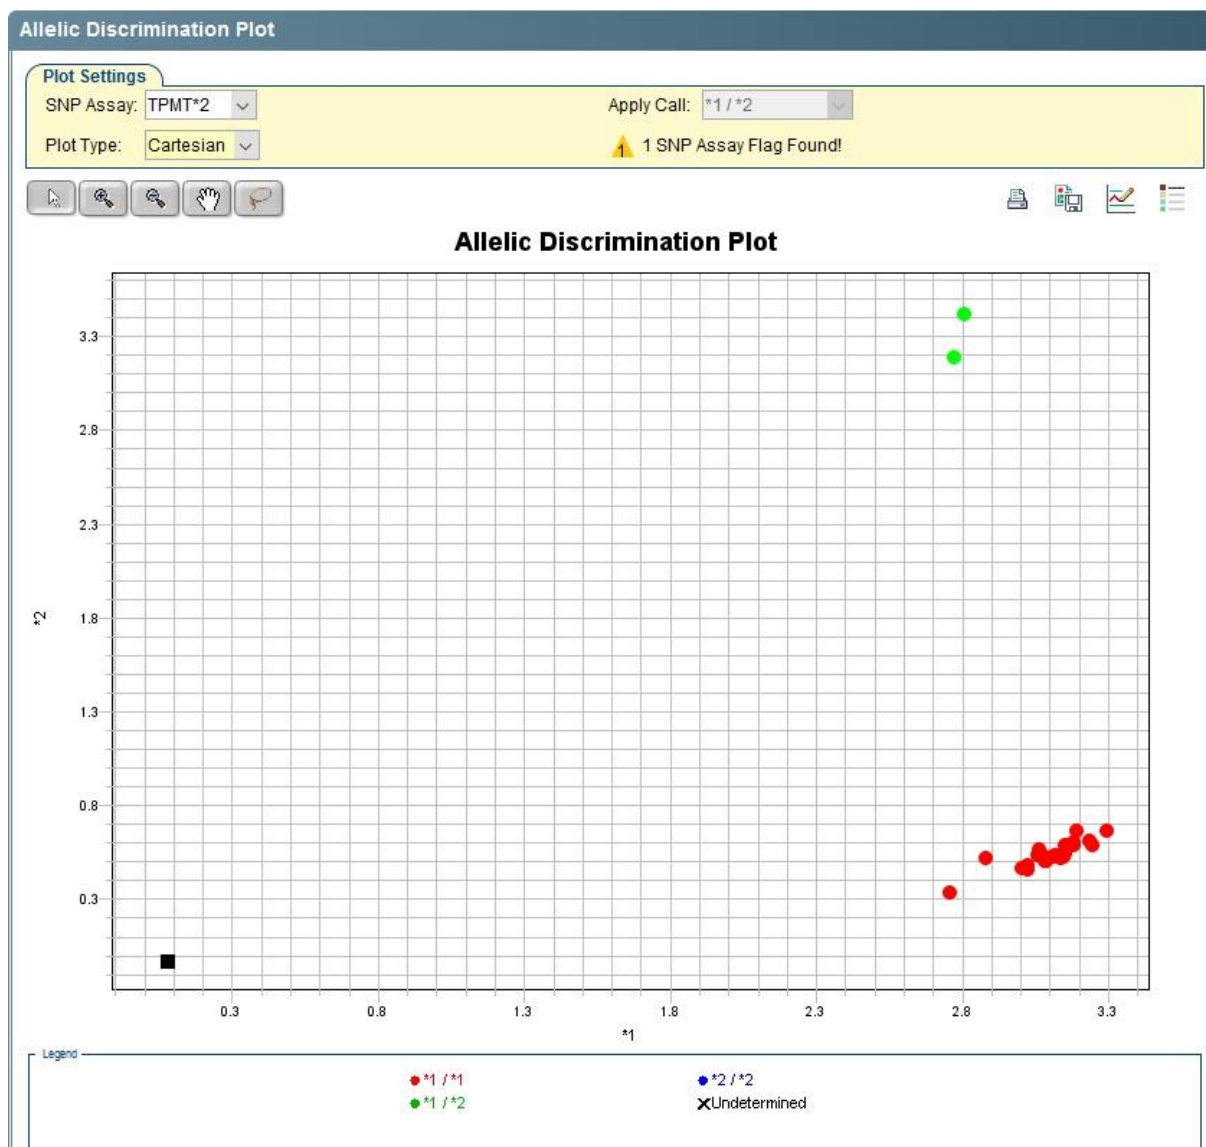 Allelic Discrimination Plot
Plot Settings
SNP Assay: TPMT*2 Apply Call: *1 / *2
Plot Type: Cartesian 1 1 SNP Assay Flag Found!
Allelic Discrimination Plot
3.3
2.8
2.3
*2
1.8
1.3
0.8
0.3
0.3 0.8 1.3 1.8 2.3 2.8 3.3
*1
Legend
*1 / *1 *2 / *2
*1 / *2 Undetermined